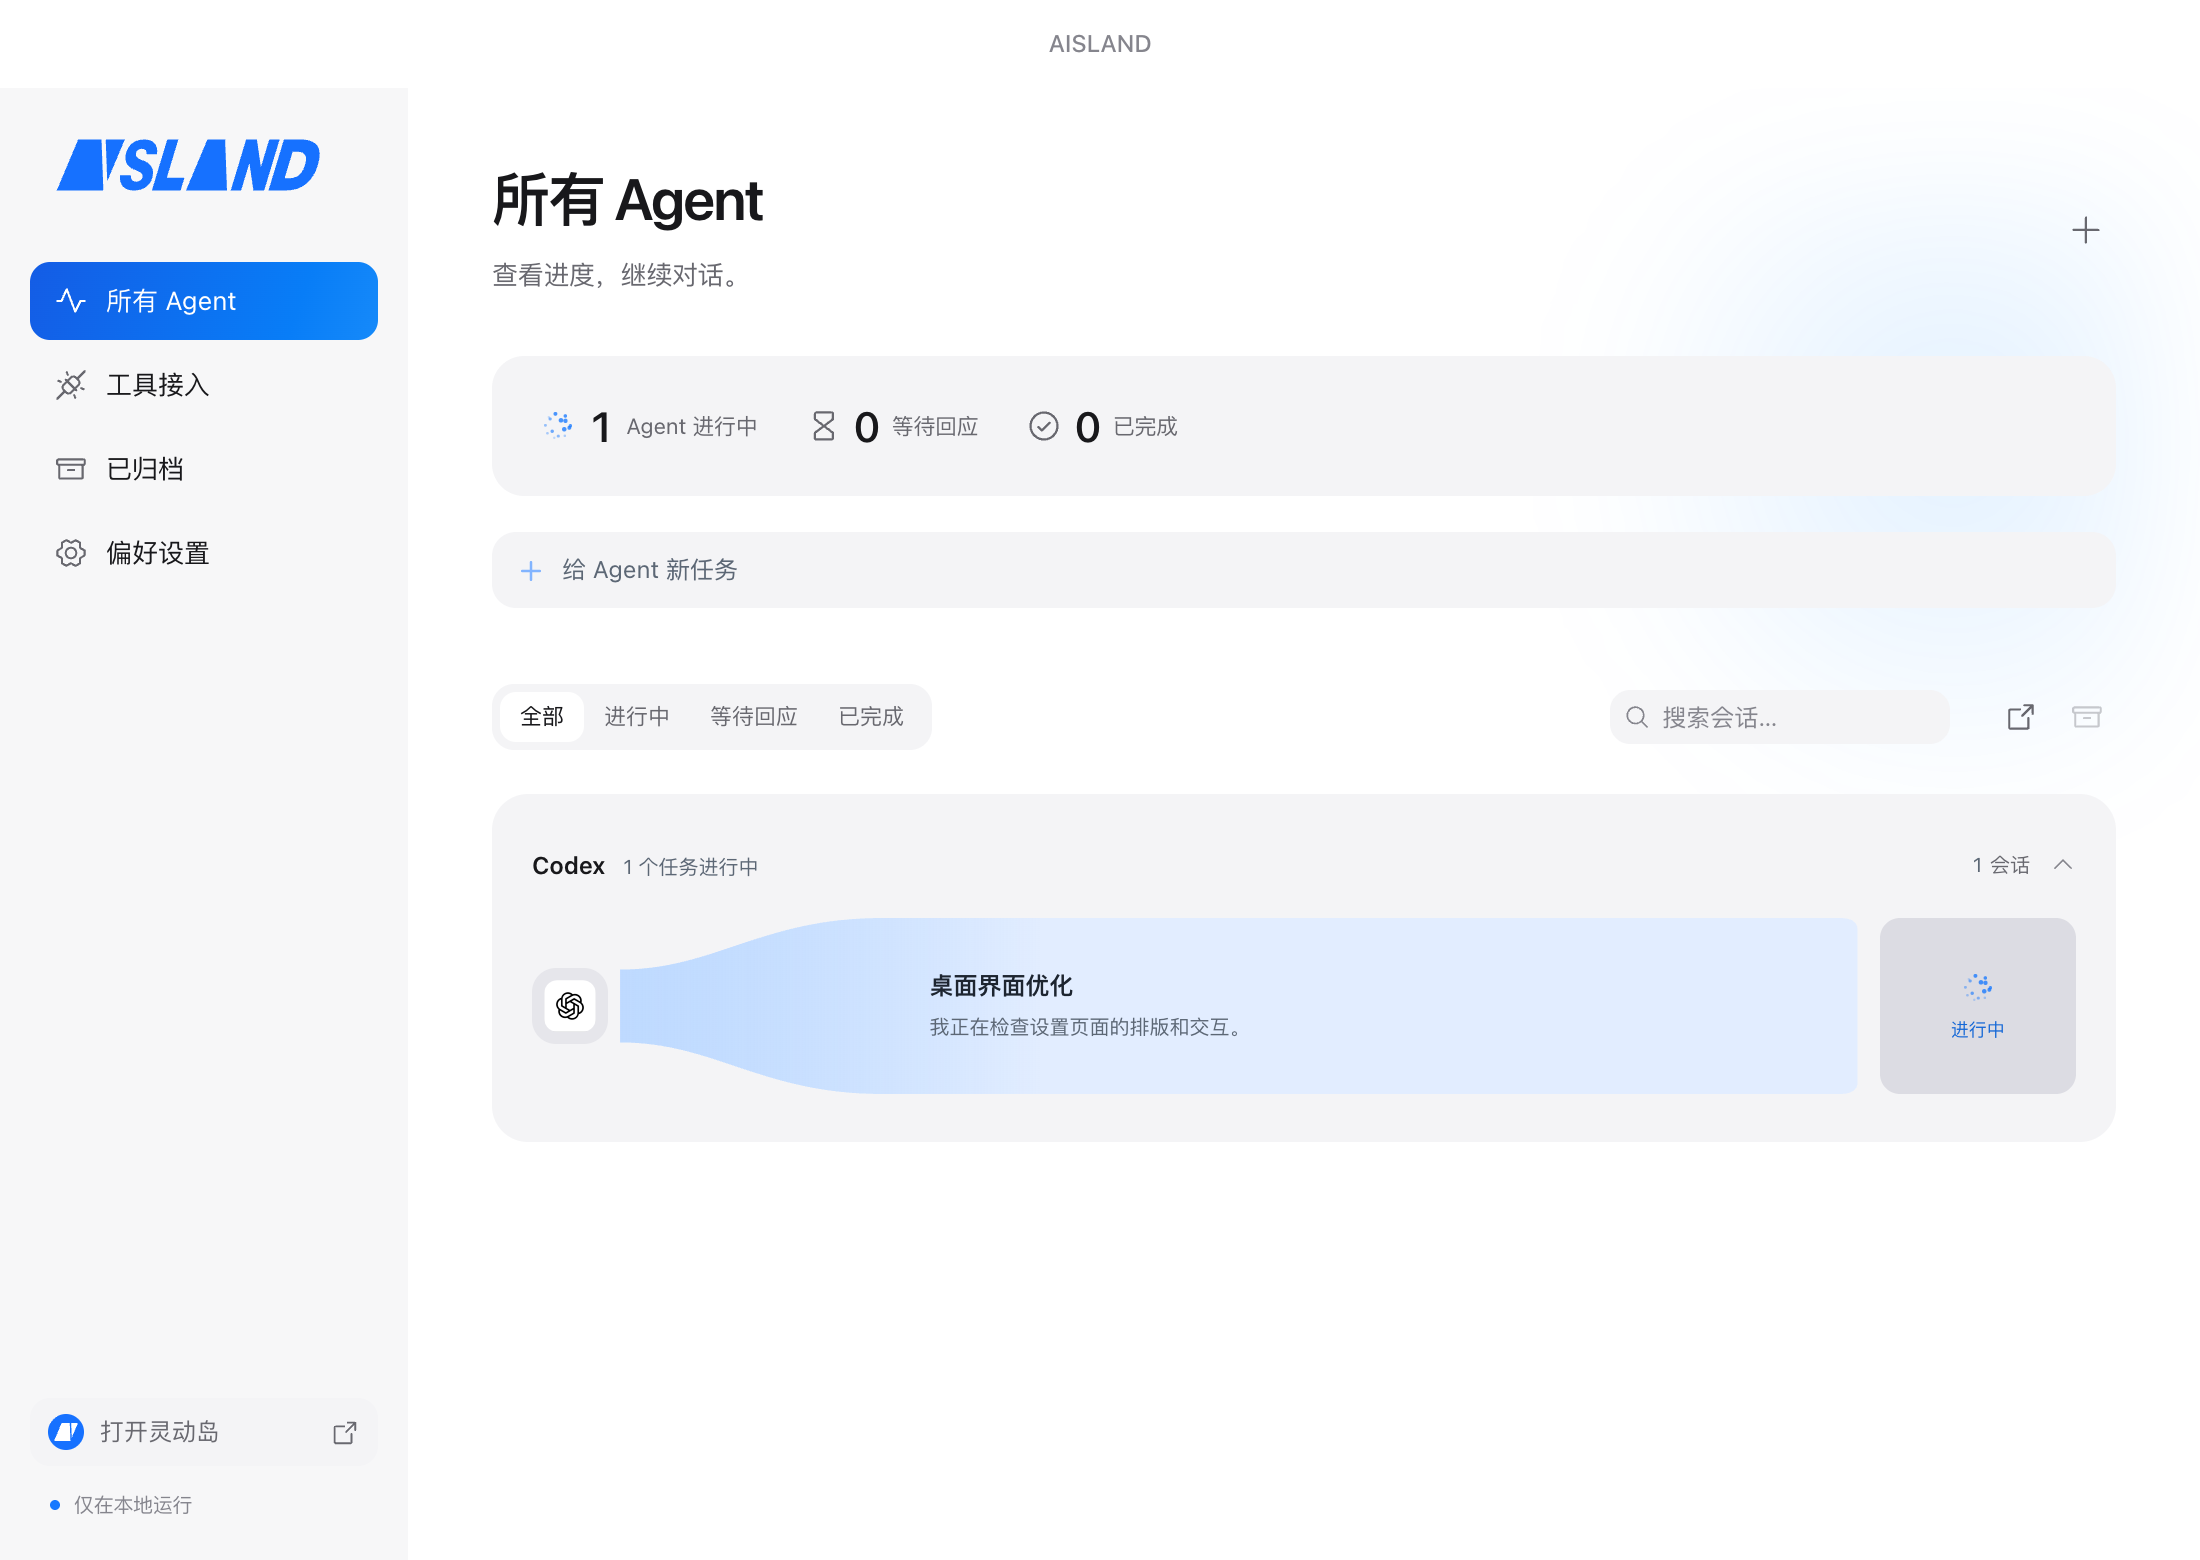 AISLAND
AISLAND
所有 Agent
工具接入
已归档
偏好设置
打开灵动岛
仅在本地运行
所有 Agent
查看进度，继续对话。
1 Agent 进行中 0 等待回应 0 已完成
给 Agent 新任务
全部 进行中 等待回应 已完成
搜索会话...
Codex 1 个任务进行中 1 会话
桌面界面优化
我正在检查设置页面的排版和交互。
进行中